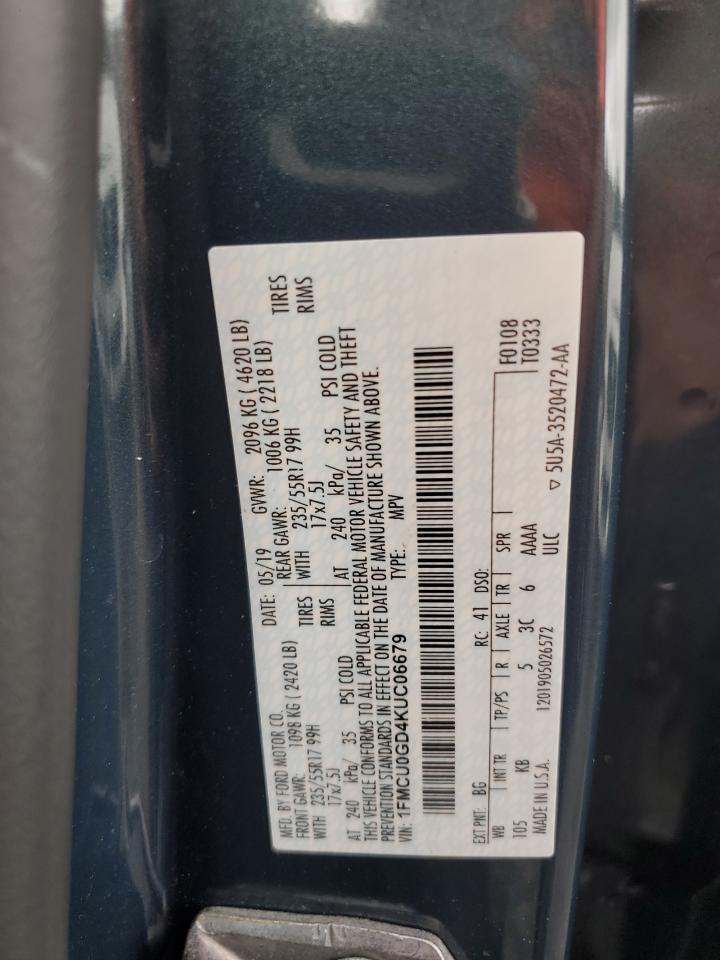 MFD. BY FORD MOTOR CO.
DATE: 05/19 GVWR: 2096 KG ( 4620 LB)
FRONT GAWR: 1098 KG ( 2420 LB) REAR GAWR: 1006 KG ( 2218 LB)
WITH 235/55R17 99H TIRES WITH 235/55R17 99H TIRES
17x7.5J RIMS 17x7.5J RIMS
AT 240 kPa/ 35 PSI COLD AT 240 kPa/ 35 PSI COLD
THIS VEHICLE CONFORMS TO ALL APPLICABLE FEDERAL MOTOR VEHICLE SAFETY AND THEFT
PREVENTION STANDARDS IN EFFECT ON THE DATE OF MANUFACTURE SHOWN ABOVE.
VIN: 1FMCU0GD4KUC06679 TYPE: MPV
EXT PNT: BG RC: 41 DSO:
WB INT TR TP/PS R AXLE TR SPR F0108
105 KB 5 3C 6 AAAA T0333
MADE IN U.S.A. 1201905026572 ULC
▽ 5U5A-3520472-AA